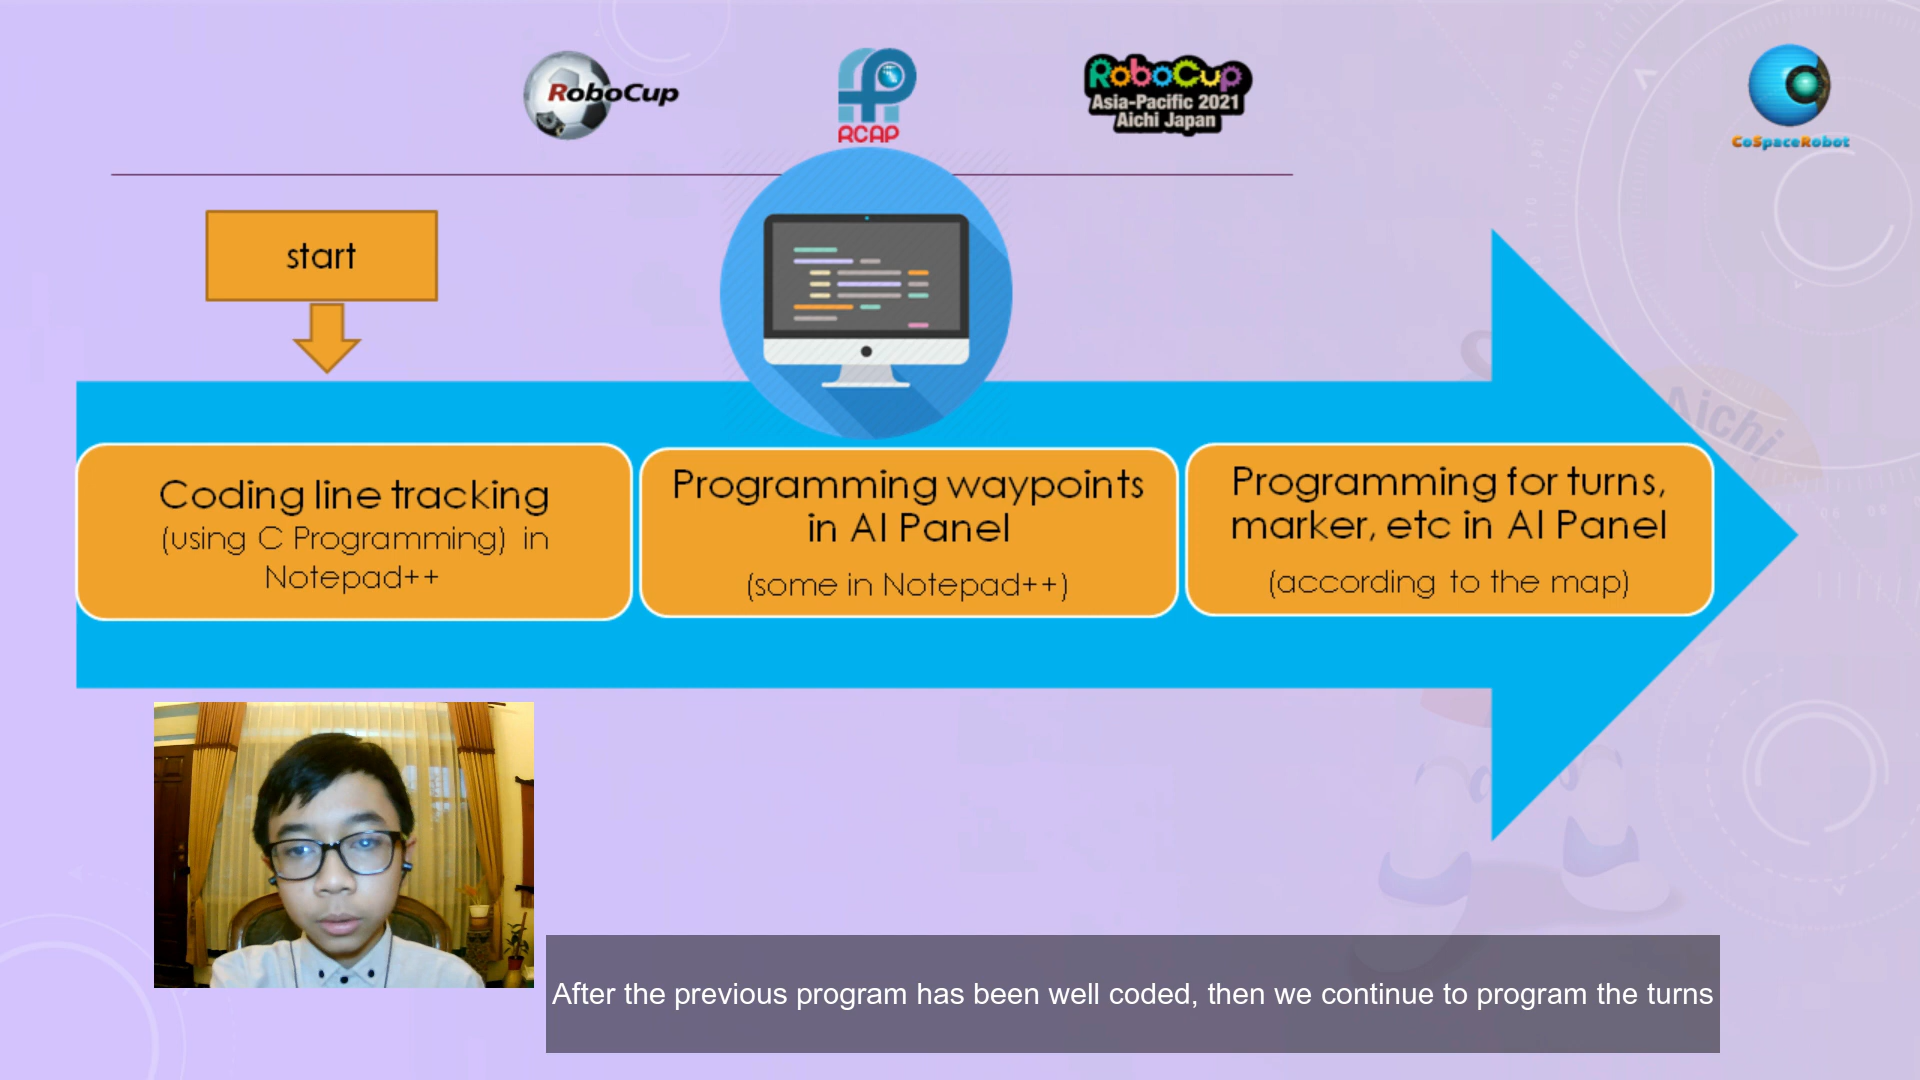 RoboCup
RCAP
RoboCup
Asia-Pacific 2021
Aichi Japan
CoSpaceRobot
start
Coding line tracking
(using C Programming) in
Notepad++
Programming waypoints
in AI Panel
(some in Notepad++)
Programming for turns,
marker, etc in AI Panel
(according to the map)
Aichi
After the previous program has been well coded, then we continue to program the turns